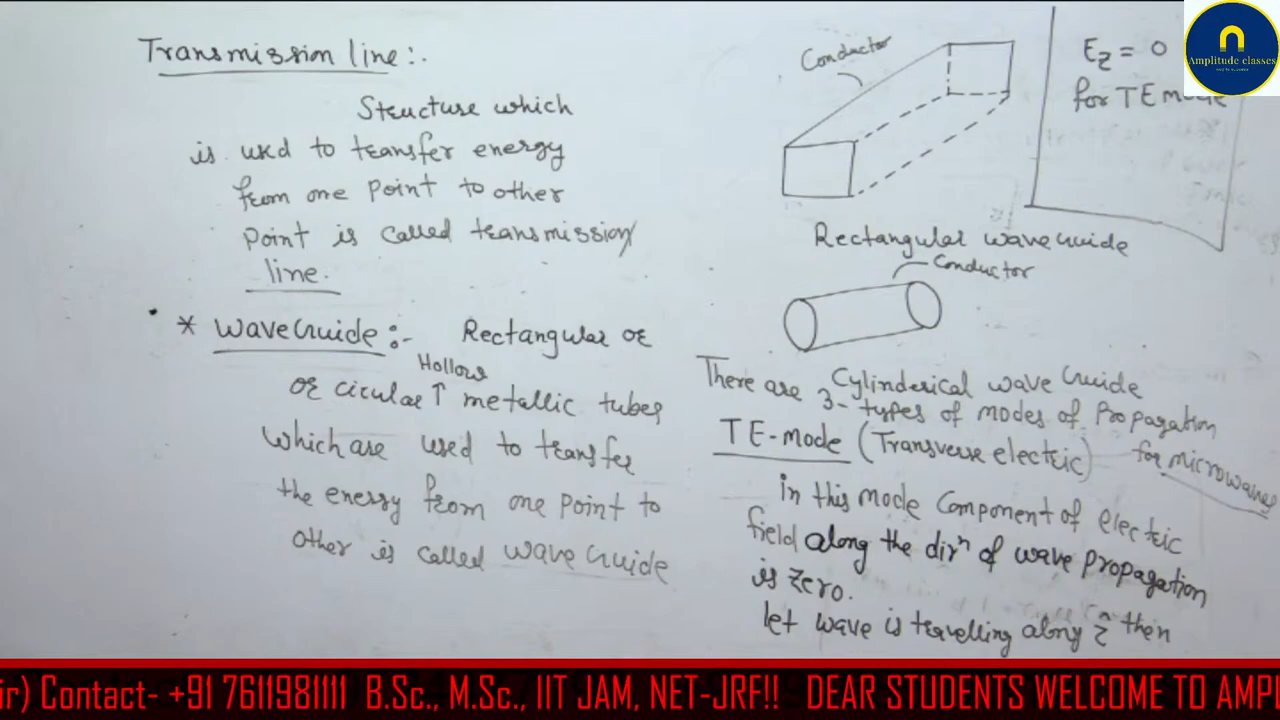 Transmission line:-
Structure which
is used to transfer energy
from one point to other
point is called transmission
line.
* Waveguide :- Rectangular or
Hollow
or cicular ↑ metallic tubes
which are used to transfer
the energy from one point to
other is called waveguide
Conductor
Rectangular waveguide
Conductor
Cylinderical wave guide
Ez = 0
for TE mode
There are 3-types of modes of Propagation
for microwaves
TE-mode (Transverse electric)
in this mode Component of electric
field along the dirⁿ of wave propagation
is zero.
let wave is travelling along ẑ then
Amplitude classes
ir) Contact- +91 7611981111 B.Sc., M.Sc., IIT JAM, NET-JRF!! DEAR STUDENTS WELCOME TO AMPL